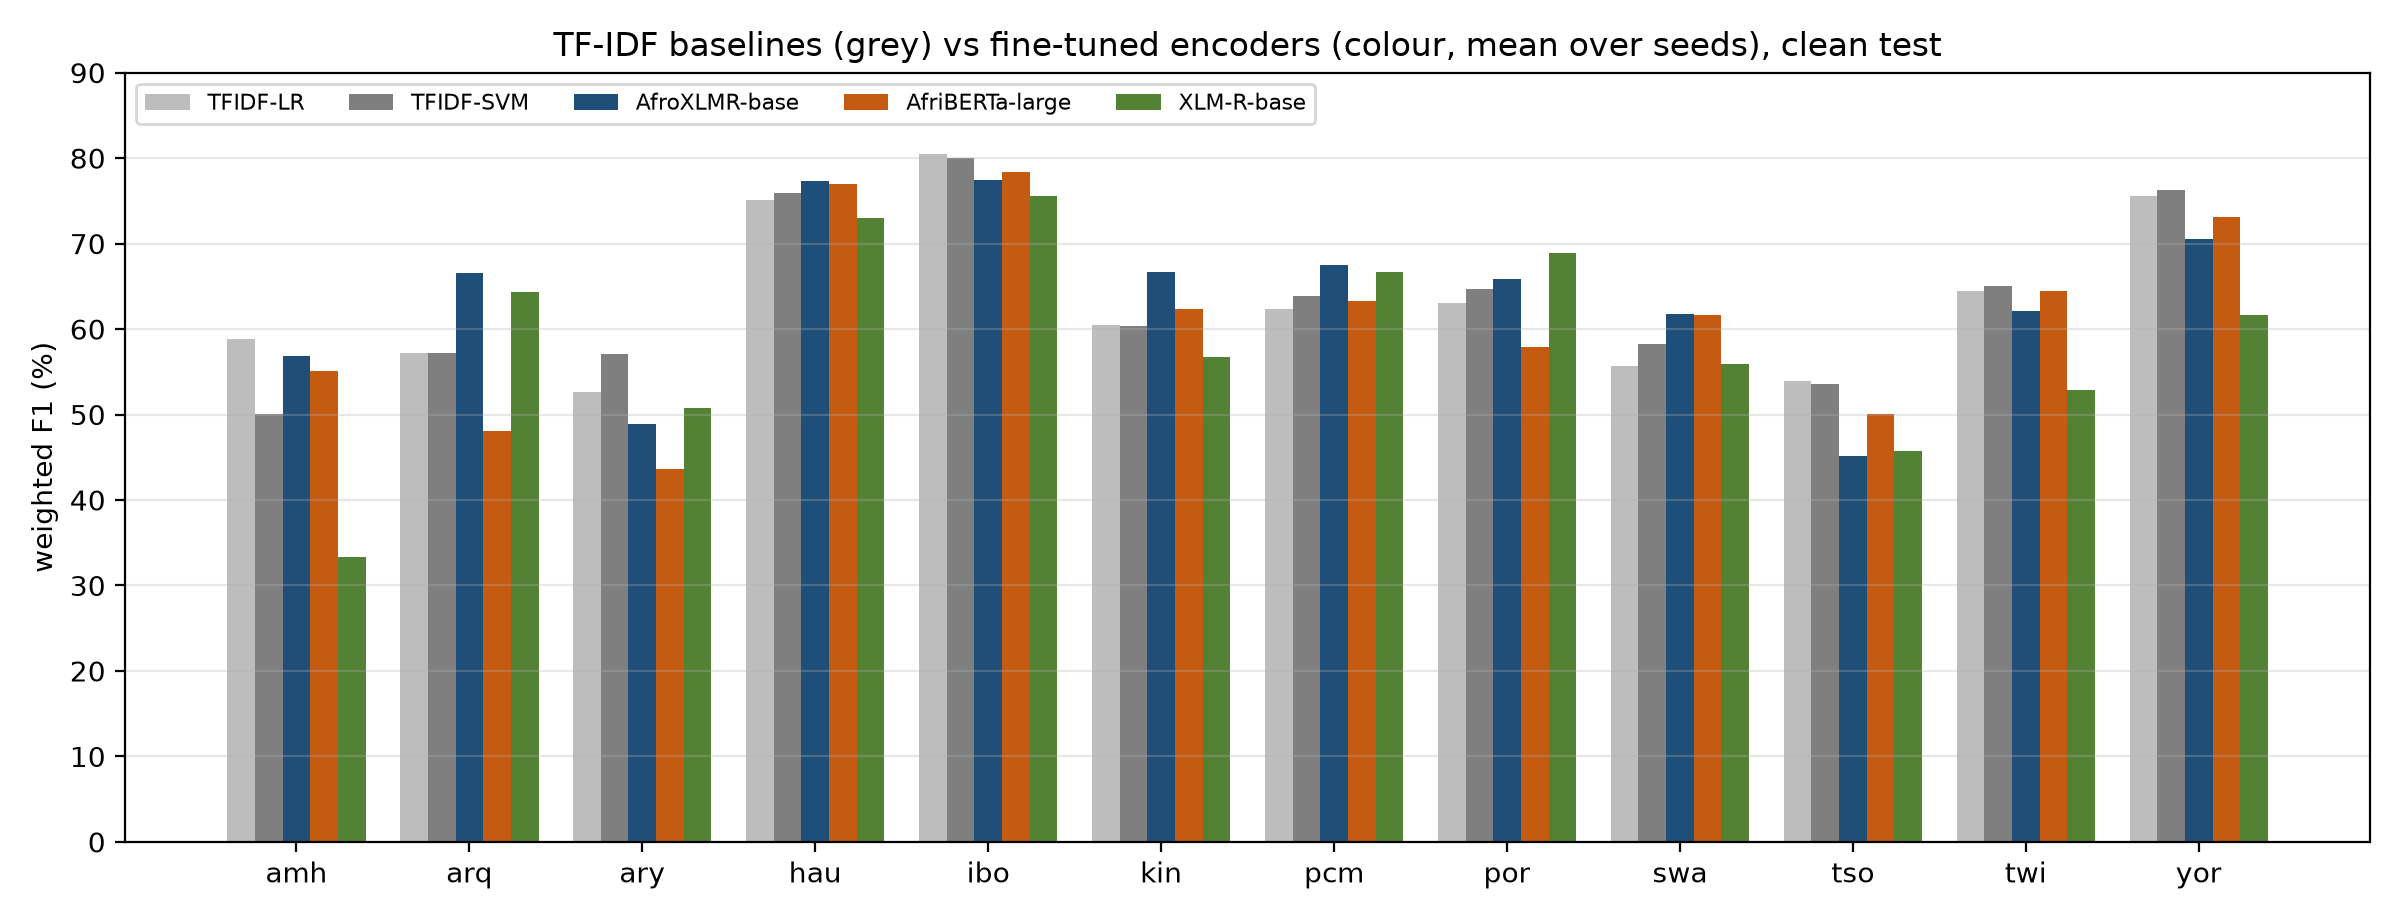 TF-IDF baselines (grey) vs fine-tuned encoders (colour, mean over seeds), clean test
TFIDF-LR TFIDF-SVM AfroXLMR-base AfriBERTa-large XLM-R-base
weighted F1 (%)
90
80
70
60
50
40
30
20
10
0
amh arq ary hau ibo kin pcm por swa tso twi yor